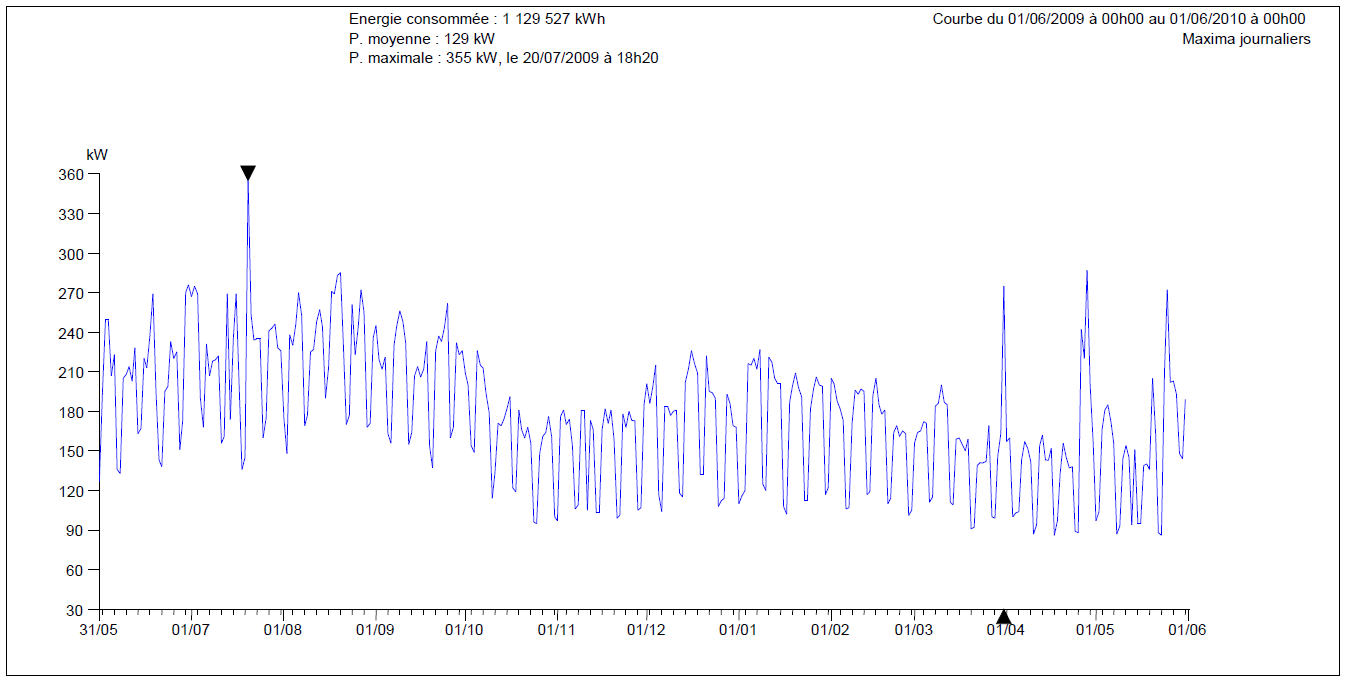 Energie consommée : 1 129 527 kWh
Courbe du 01/06/2009 à 00h00 au 01/06/2010 à 00h00
P. moyenne : 129 kW
Maxima journaliers
P. maximale : 355 kW, le 20/07/2009 à 18h20
kW
360
330
300
270
240
210
180
150
120
90
60
30
31/05 01/07 01/08 01/09 01/10 01/11 01/12 01/01 01/02 01/03 01/04 01/05 01/06